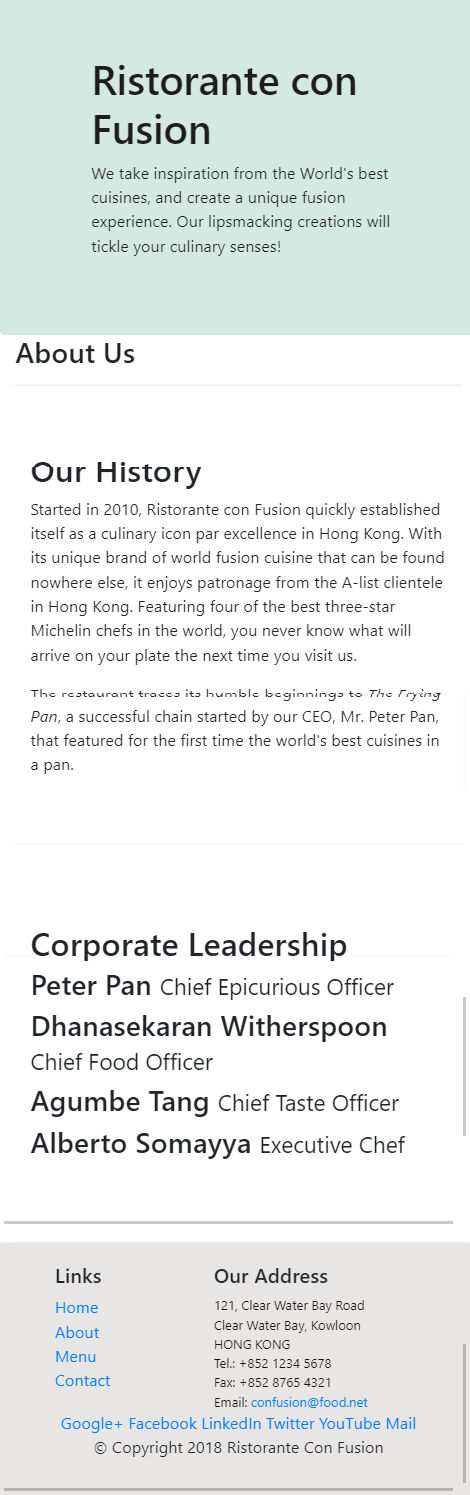 Ristorante con
Fusion
We take inspiration from the World's best
cuisines, and create a unique fusion
experience. Our lipsmacking creations will
tickle your culinary senses!
About Us
Our History
Started in 2010, Ristorante con Fusion quickly established
itself as a culinary icon par excellence in Hong Kong. With
its unique brand of world fusion cuisine that can be found
nowhere else, it enjoys patronage from the A-list clientele
in Hong Kong. Featuring four of the best three-star
Michelin chefs in the world, you never know what will
arrive on your plate the next time you visit us.
The restaurant traces its humble beginnings to The Frying
Pan, a successful chain started by our CEO, Mr. Peter Pan,
that featured for the first time the world's best cuisines in
a pan.
Corporate Leadership
Peter Pan Chief Epicurious Officer
Dhanasekaran Witherspoon
Chief Food Officer
Agumbe Tang Chief Taste Officer
Alberto Somayya Executive Chef
Links
Home
About
Menu
Contact
Our Address
121, Clear Water Bay Road
Clear Water Bay, Kowloon
HONG KONG
Tel.: +852 1234 5678
Fax: +852 8765 4321
Email: confusion@food.net
Google+ Facebook LinkedIn Twitter YouTube Mail
© Copyright 2018 Ristorante Con Fusion